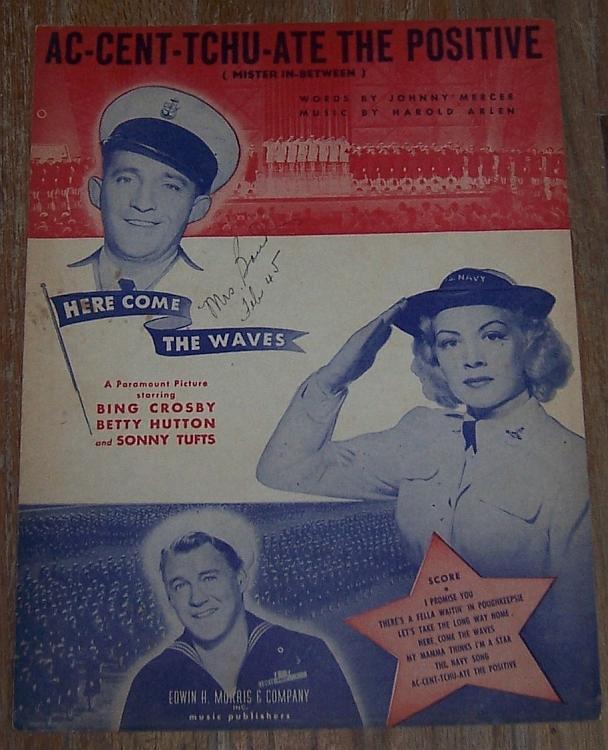 AC-CENT-TCHU-ATE THE POSITIVE
( MISTER IN-BETWEEN )
WORDS BY JOHNNY MERCER
MUSIC BY HAROLD ARLEN
Mrs.
Feb 45
HERE COME
THE WAVES
NAVY
A Paramount Picture
starring
BING CROSBY
BETTY HUTTON
and SONNY TUFTS
SCORE
I PROMISE YOU
THERE'S A FELLA WAITIN' IN POUGHKEEPSIE
LET'S TAKE THE LONG WAY HOME.
HERE COME THE WAVES
MY MAMMA THINKS I'M A STAR
THE NAVY SONG
AC-CENT-TCHU-ATE THE POSITIVE
EDWIN H. MORRIS & COMPANY
INC.
music publishers